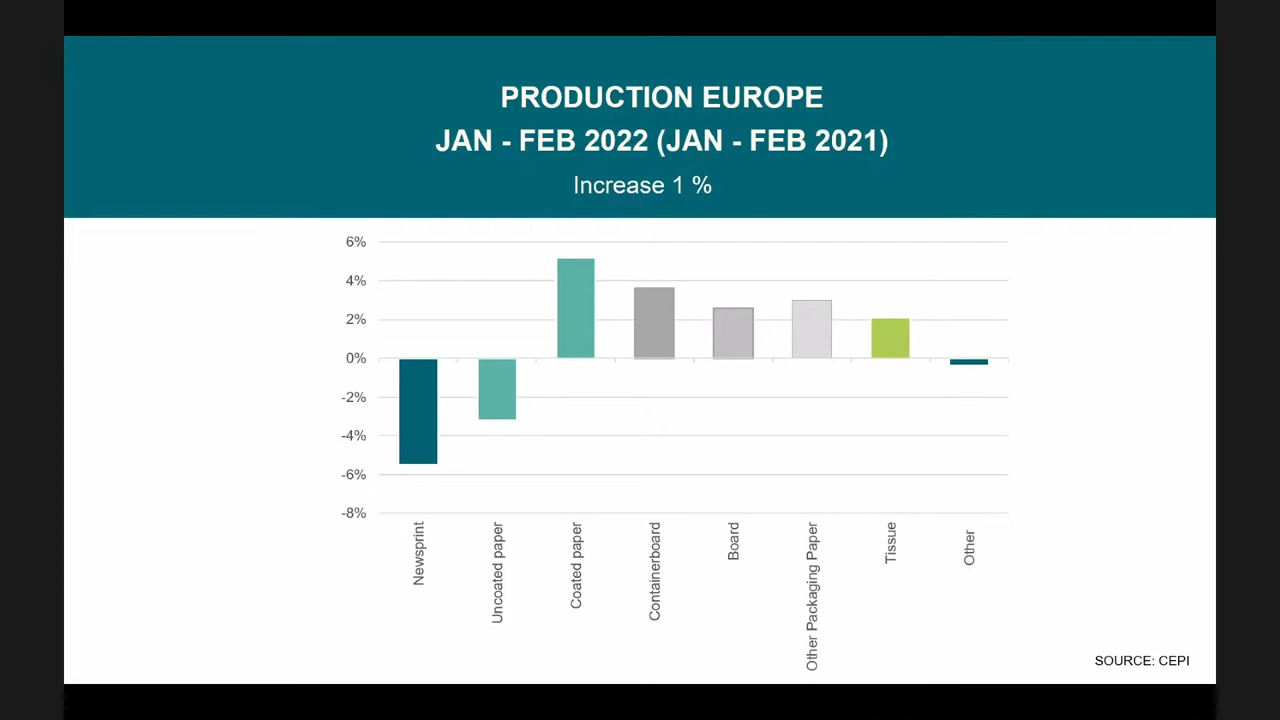 PRODUCTION EUROPE
JAN - FEB 2022 (JAN - FEB 2021)
Increase 1 %
6%
4%
2%
0%
-2%
-4%
-6%
-8%
Newsprint
Uncoated paper
Coated paper
Containerboard
Board
Other Packaging Paper
Tissue
Other
SOURCE: CEPI